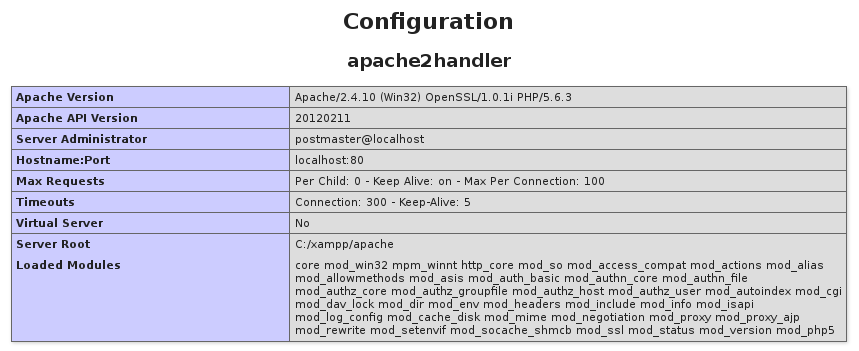 Configuration
apache2handler
Apache Version Apache/2.4.10 (Win32) OpenSSL/1.0.1i PHP/5.6.3
Apache API Version 20120211
Server Administrator postmaster@localhost
Hostname:Port localhost:80
Max Requests Per Child: 0 - Keep Alive: on - Max Per Connection: 100
Timeouts Connection: 300 - Keep-Alive: 5
Virtual Server No
Server Root C:/xampp/apache
Loaded Modules core mod_win32 mpm_winnt http_core mod_so mod_access_compat mod_actions mod_alias
mod_allowmethods mod_asis mod_auth_basic mod_authn_core mod_authn_file
mod_authz_core mod_authz_groupfile mod_authz_host mod_authz_user mod_autoindex mod_cgi
mod_dav_lock mod_dir mod_env mod_headers mod_include mod_info mod_isapi
mod_log_config mod_cache_disk mod_mime mod_negotiation mod_proxy mod_proxy_ajp
mod_rewrite mod_setenvif mod_socache_shmcb mod_ssl mod_status mod_version mod_php5